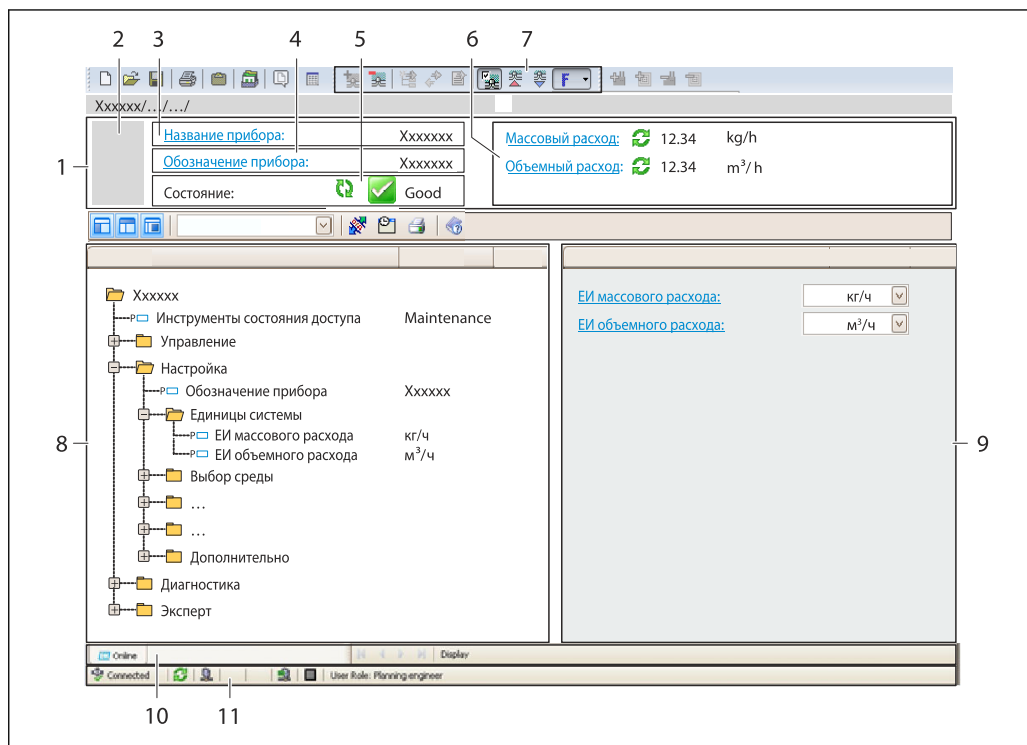 2 3 4 5 6 7
F
Xxxxxx/.../.../
1
Название прибора: Xxxxxxx
Обозначение прибора: Xxxxxxx
Состояние: Good
Массовый расход: 12.34 kg/h
Объемный расход: 12.34 m³/h
Xxxxxx
P Инструменты состояния доступа Maintenance
Управление
Настройка
P Обозначение прибора Xxxxxx
Единицы системы
P ЕИ массового расхода кг/ч
P ЕИ объемного расхода м³/ч
Выбор среды
...
...
Дополнительно
Диагностика
Эксперт
8
ЕИ массового расхода: кг/ч
ЕИ объемного расхода: м³/ч
9
Online Display
Connected User Role: Planning engineer
10 11